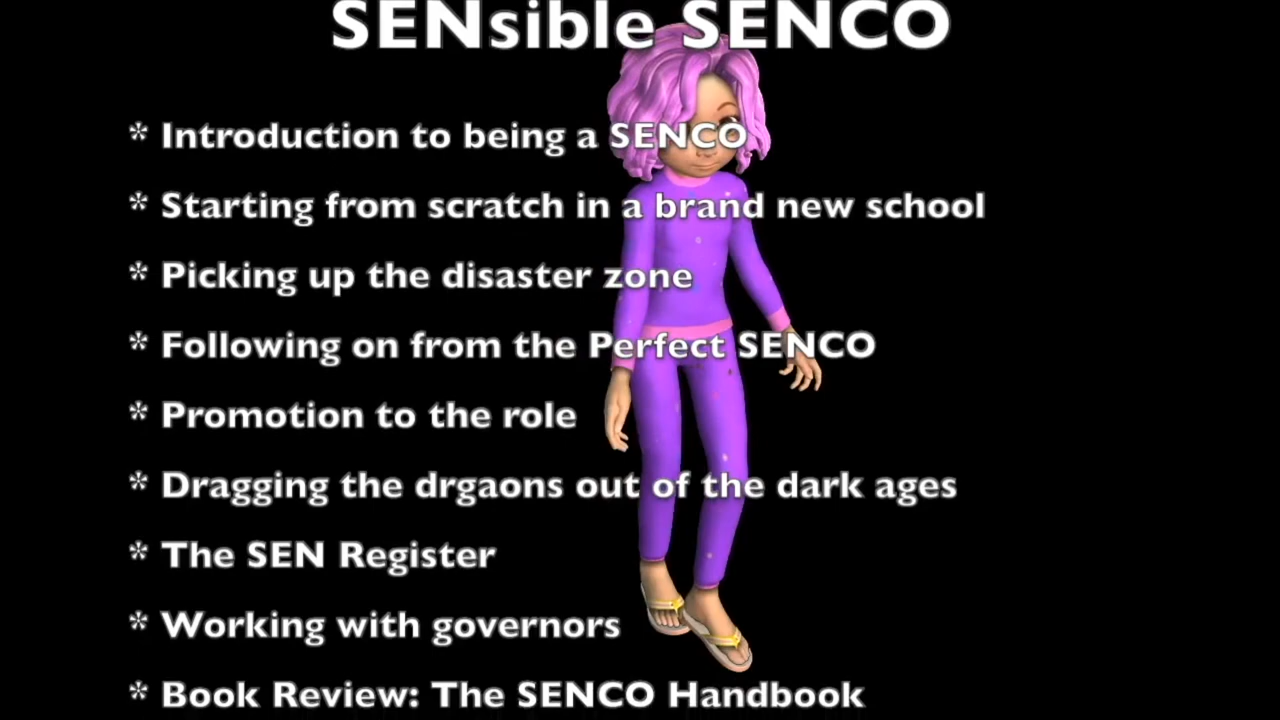 SENsible SENCO
* Introduction to being a SENCO
* Starting from scratch in a brand new school
* Picking up the disaster zone
* Following on from the Perfect SENCO
* Promotion to the role
* Dragging the drgaons out of the dark ages
* The SEN Register
* Working with governors
* Book Review: The SENCO Handbook